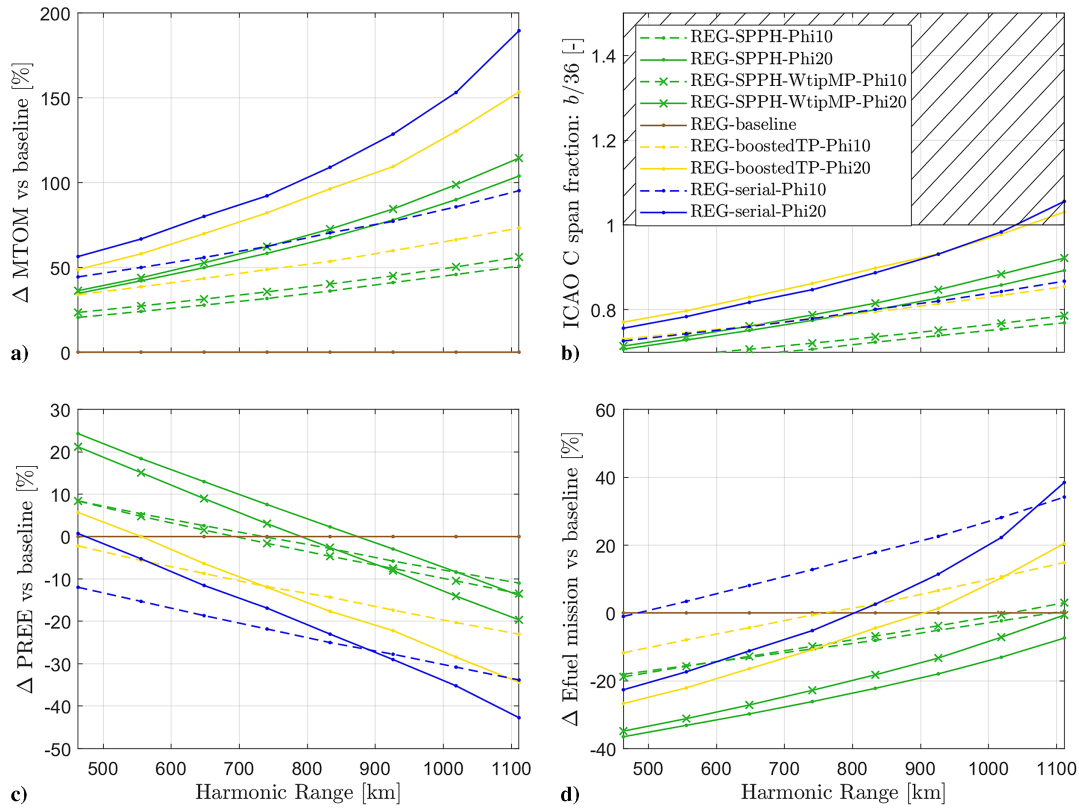 200
150
100
50
0
Δ MTOM vs baseline [%]
a)
1.4
1.2
1
0.8
ICAO C span fraction: b/36 [-]
b)
REG-SPPH-Phi10
REG-SPPH-Phi20
REG-SPPH-WtipMP-Phi10
REG-SPPH-WtipMP-Phi20
REG-baseline
REG-boostedTP-Phi10
REG-boostedTP-Phi20
REG-serial-Phi10
REG-serial-Phi20
30
20
10
0
-10
-20
-30
-40
-50
Δ PREE vs baseline [%]
500 600 700 800 900 1000 1100
Harmonic Range [km]
c)
60
40
20
0
-20
-40
Δ Efuel mission vs baseline [%]
500 600 700 800 900 1000 1100
Harmonic Range [km]
d)